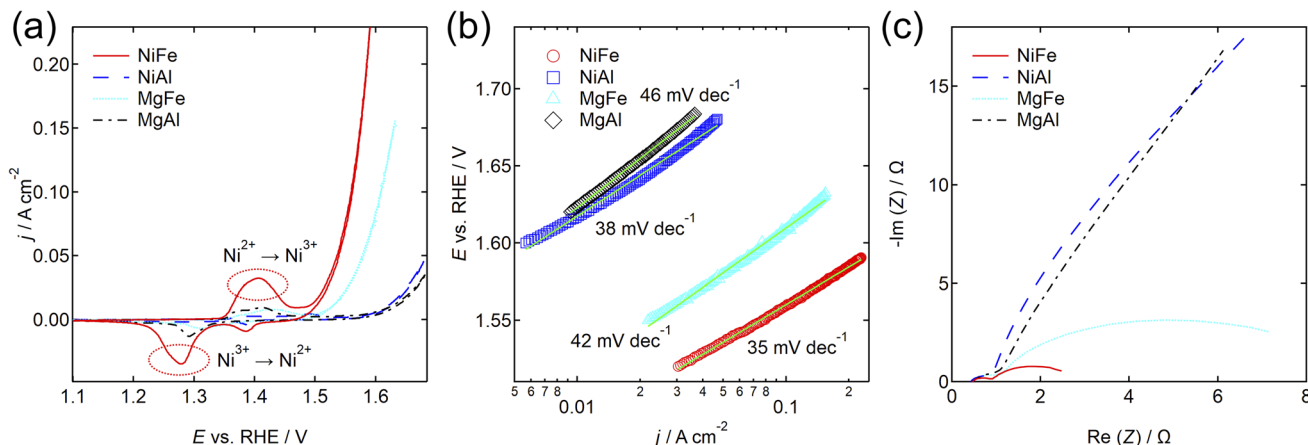 (a)
NiFe
NiAl
MgFe
MgAl
0.20
0.15
0.10
0.05
0.00
j / A cm⁻²
Ni²⁺ → Ni³⁺
Ni³⁺ → Ni²⁺
1.1 1.2 1.3 1.4 1.5 1.6
E vs. RHE / V
(b)
NiFe
NiAl
MgFe
MgAl
46 mV dec⁻¹
38 mV dec⁻¹
42 mV dec⁻¹
35 mV dec⁻¹
1.70
1.65
1.60
1.55
E vs. RHE / V
5 6 7 8 2 3 4 5 6 7 8 2
0.01 0.1
j / A cm⁻²
(c)
NiFe
NiAl
MgFe
MgAl
15
10
5
0
-Im (Z) / Ω
0 2 4 6 8
Re (Z) / Ω